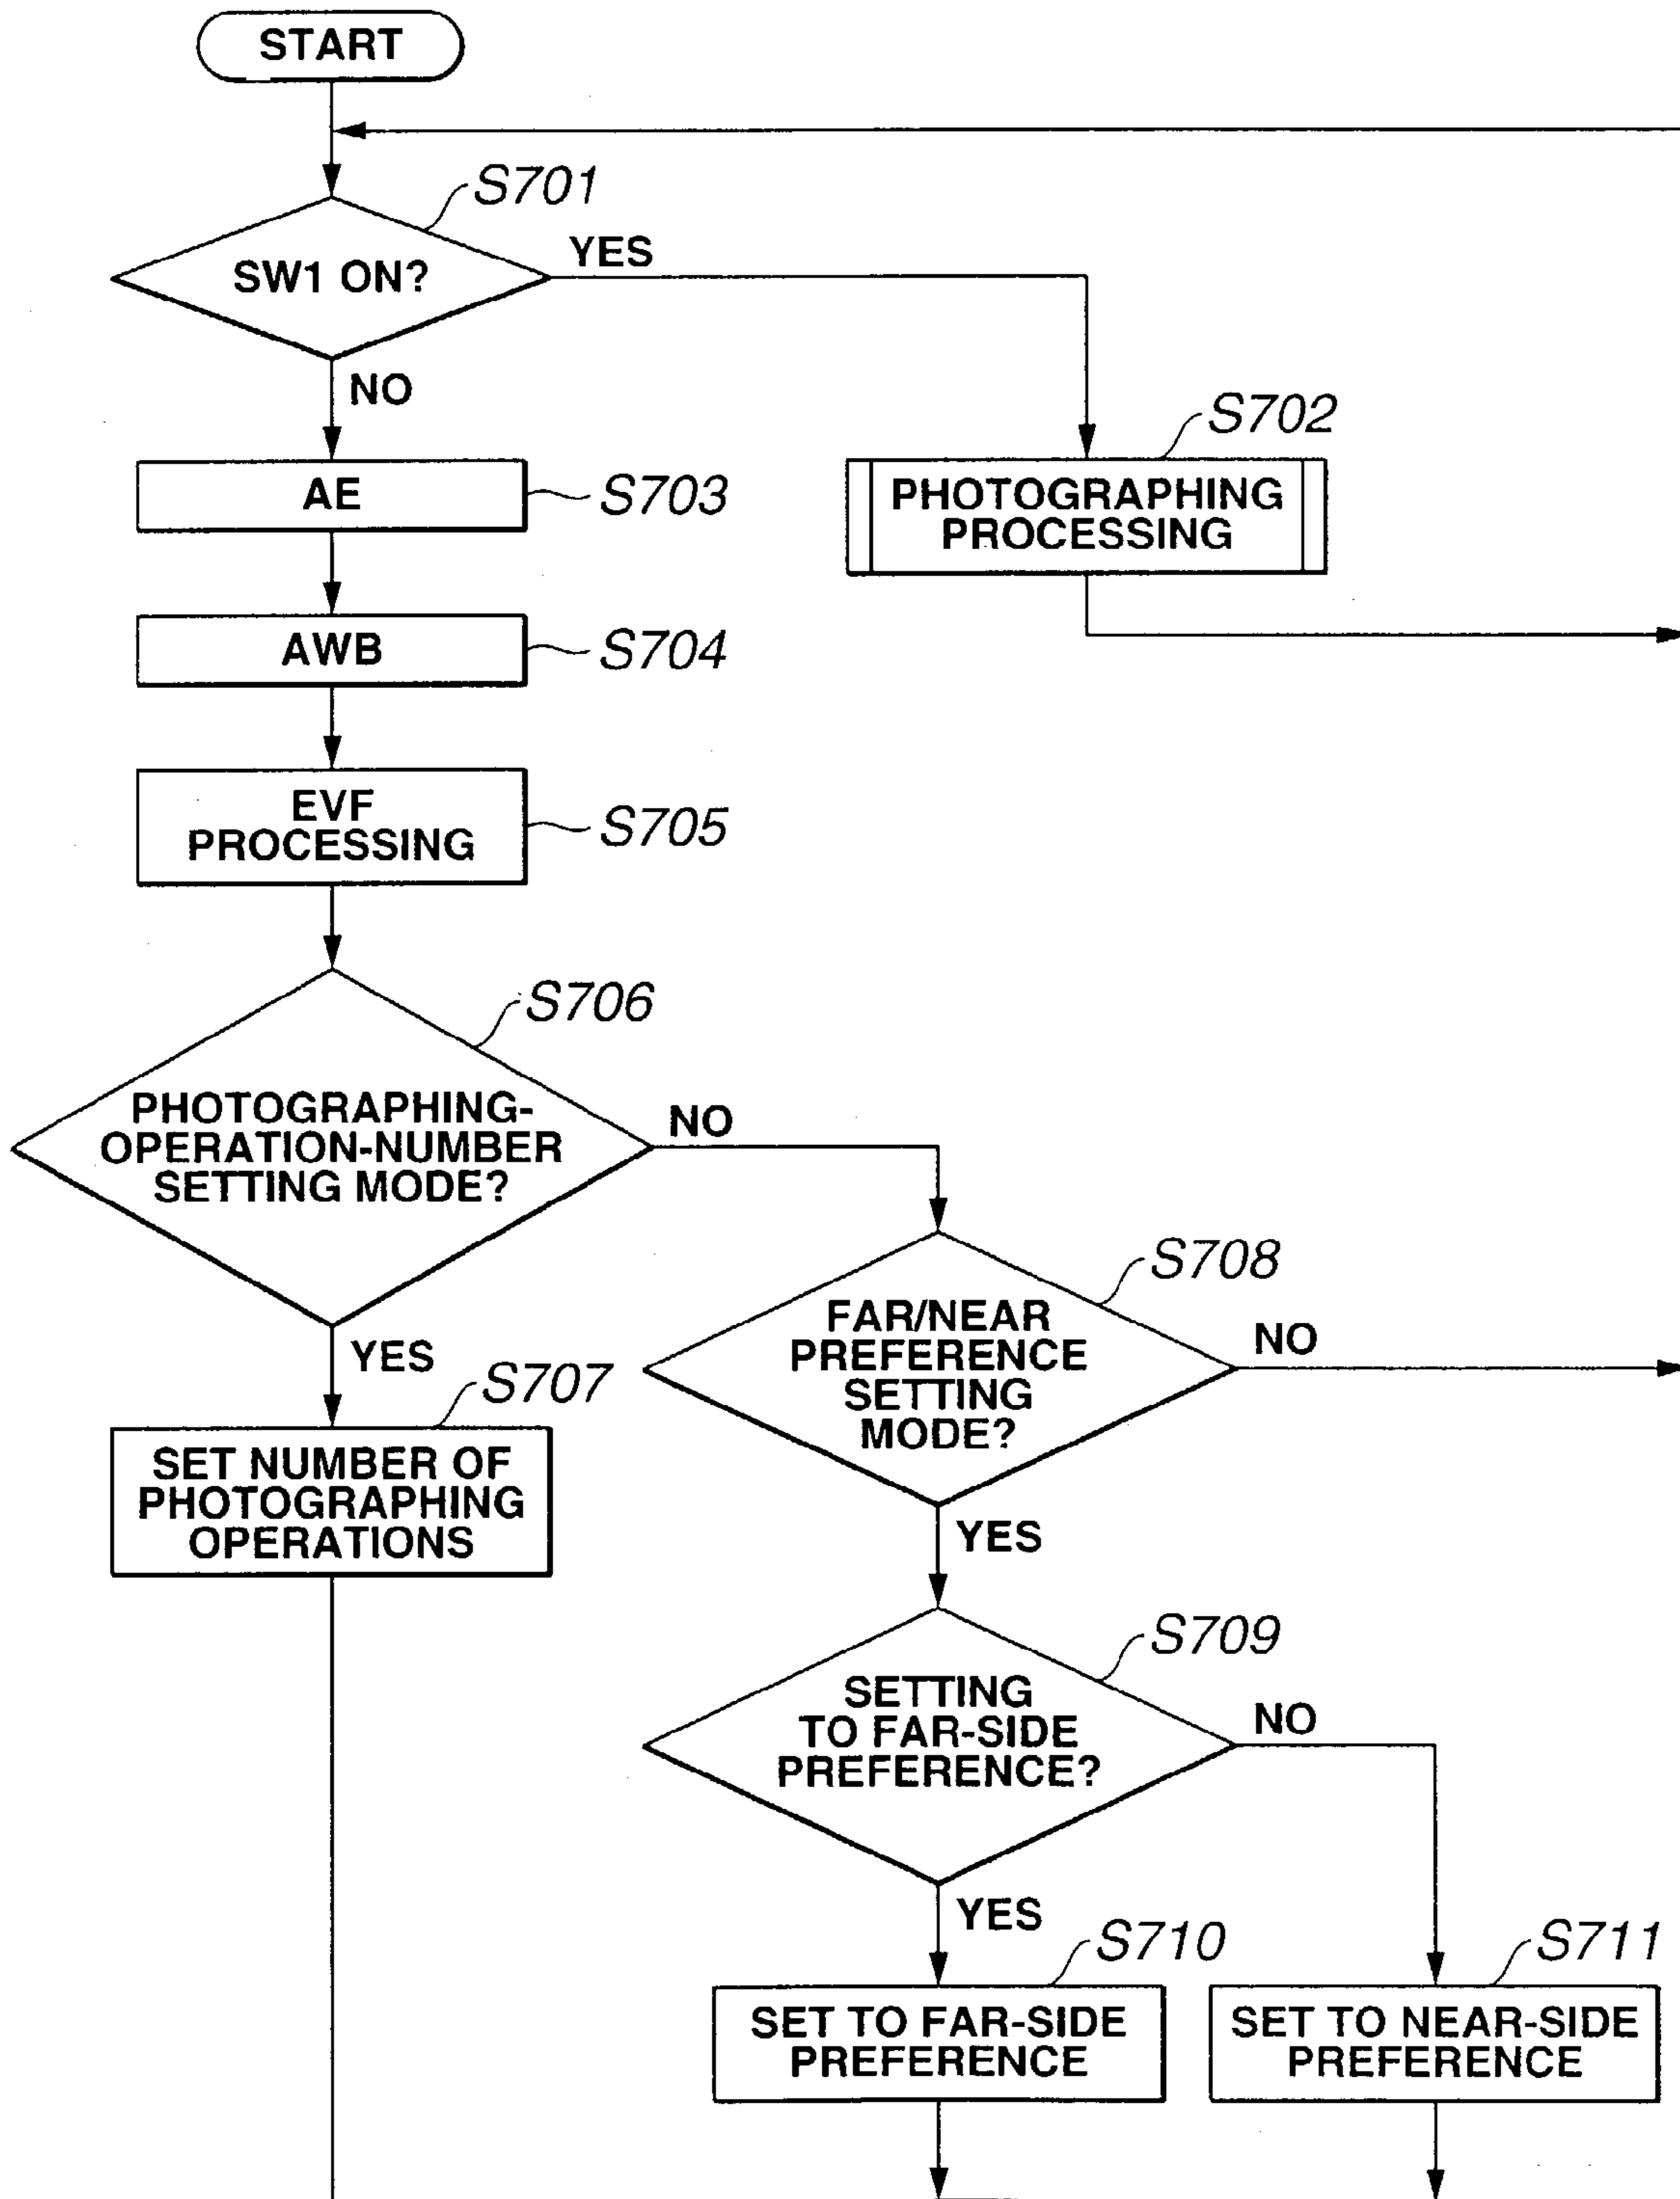 START
S701
SW1 ON?
YES
NO
S702
AE
S703
PHOTOGRAPHING
PROCESSING
AWB
S704
EVF
PROCESSING
S705
S706
PHOTOGRAPHING-
OPERATION-NUMBER
SETTING MODE?
NO
YES
S707
SET NUMBER OF
PHOTOGRAPHING
OPERATIONS
S708
FAR/NEAR
PREFERENCE
SETTING
MODE?
NO
YES
S709
SETTING
TO FAR-SIDE
PREFERENCE?
NO
YES
S710
SET TO FAR-SIDE
PREFERENCE
S711
SET TO NEAR-SIDE
PREFERENCE